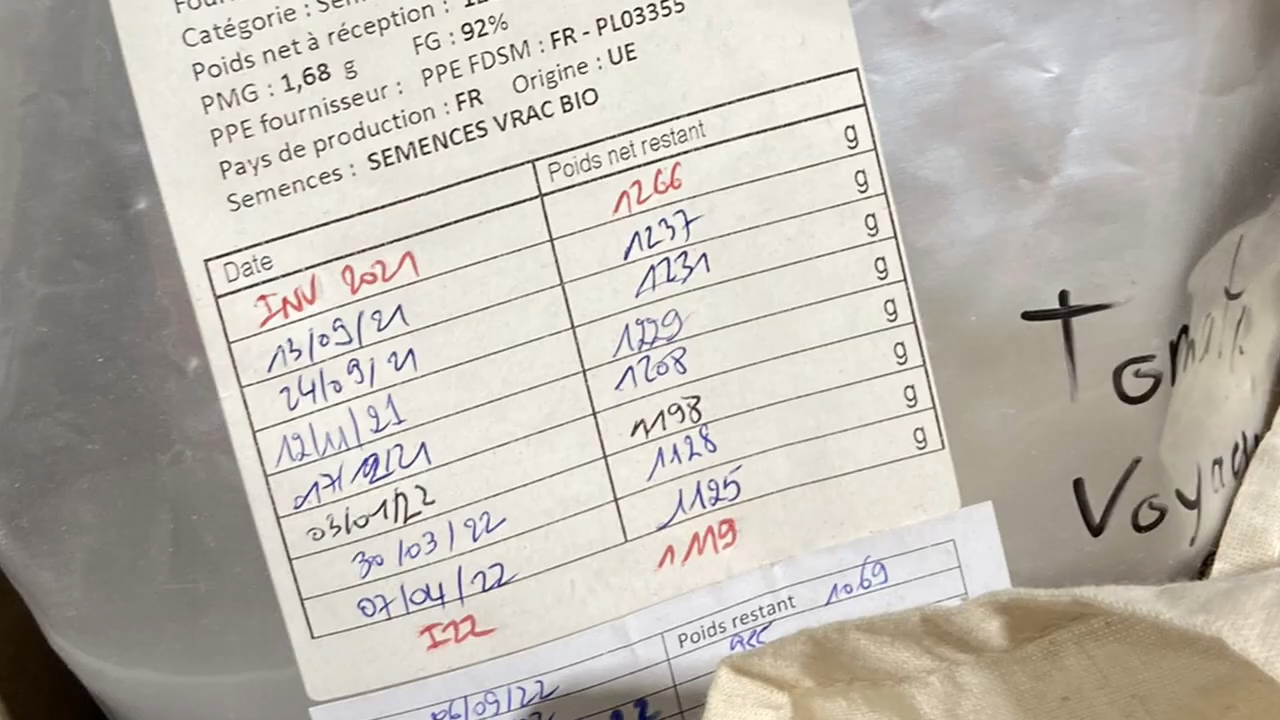 Catégorie :
Poids net à réception :
PMG : 1,68 g FG : 92%
PPE fournisseur : PPE FDSM : FR - PL03355
Pays de production : FR Origine : UE
Semences : SEMENCES VRAC BIO
Date Poids net restant
INV 2021 1266 g
13/09/21 1237 g
24/09/21 1231 g
12/11/21 1229 g
17/12/21 1208 g
03/01/22 1198 g
30/03/22 1128 g
07/04/22 1125 g
I22 1119
Poids restant 1069
06/09/22
Tomate